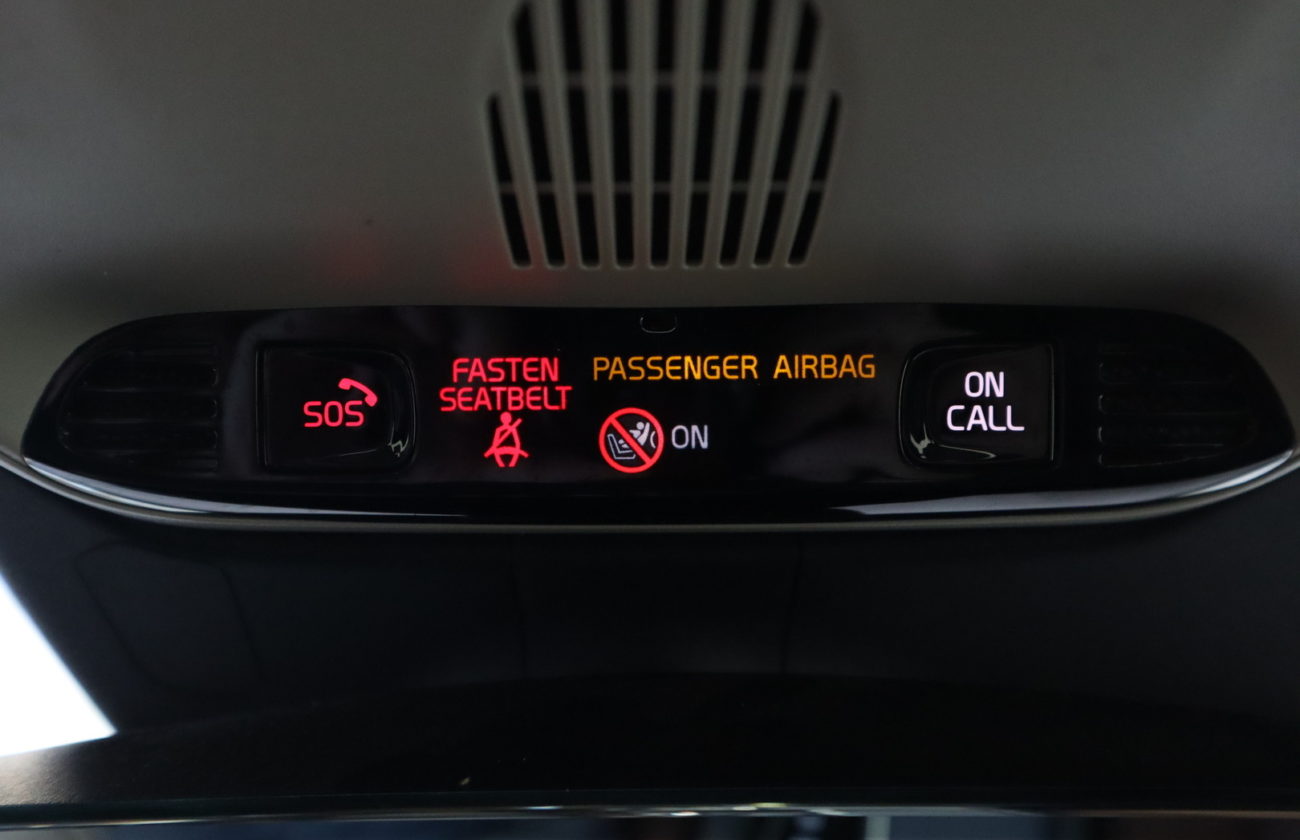 SOS
FASTEN
SEATBELT
PASSENGER AIRBAG
ON
ON
CALL